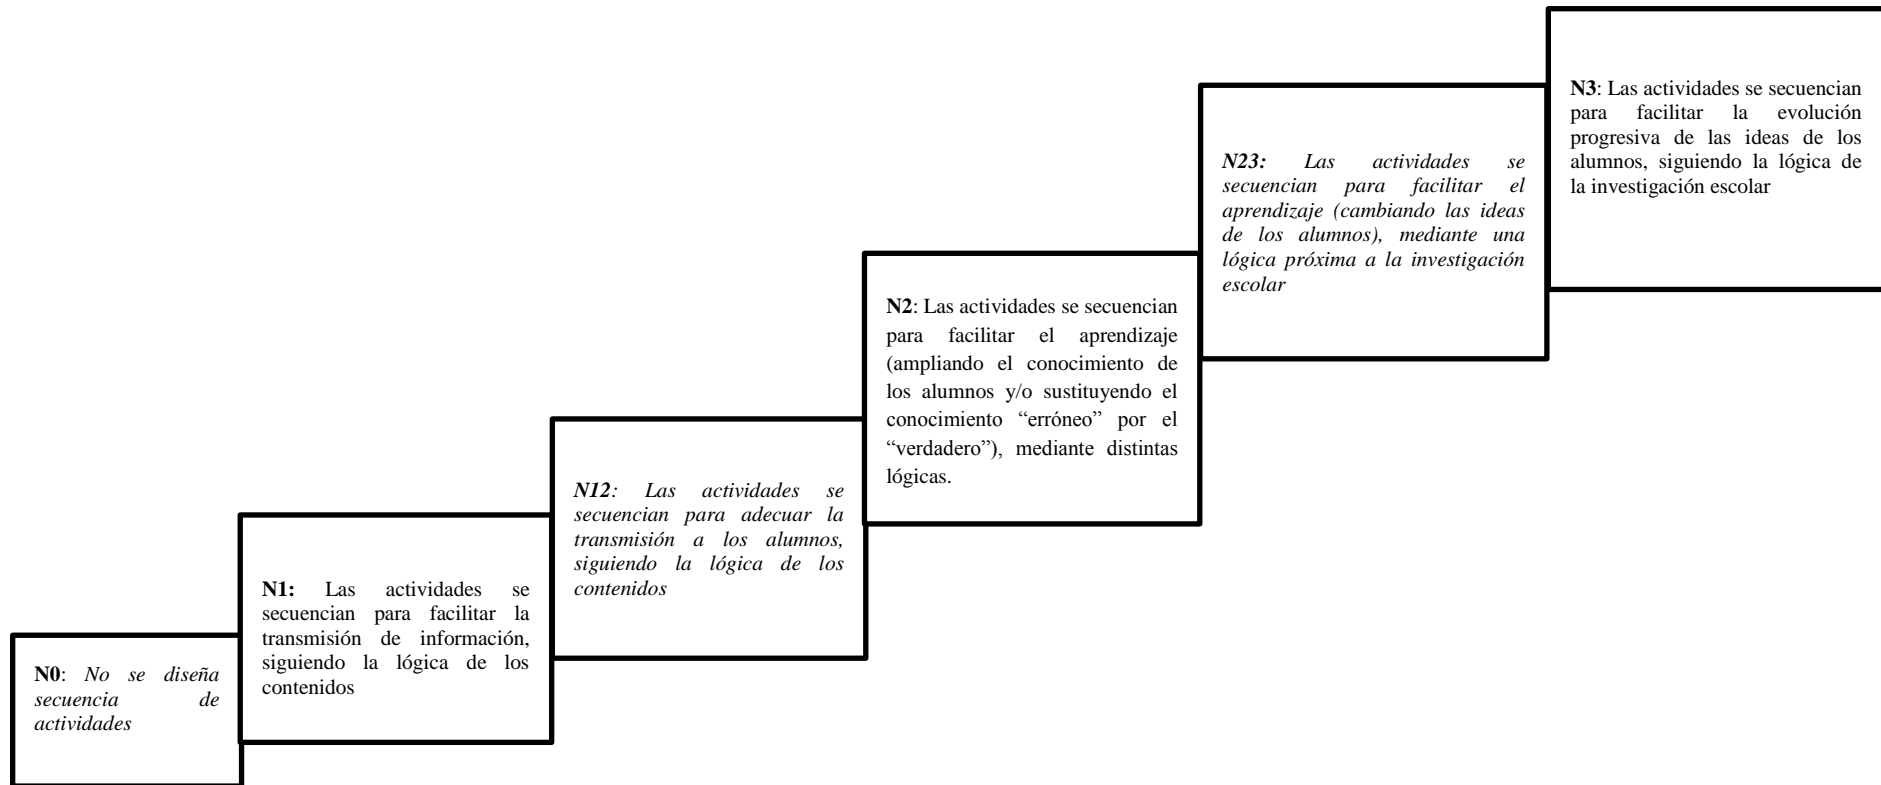 N0: No se diseña
secuencia de
actividades
N1: Las actividades se
secuencian para facilitar la
transmisión de información,
siguiendo la lógica de los
contenidos
N12: Las actividades se
secuencian para adecuar la
transmisión a los alumnos,
siguiendo la lógica de los
contenidos
N2: Las actividades se secuencian
para facilitar el aprendizaje
(ampliando el conocimiento de
los alumnos y/o sustituyendo el
conocimiento “erróneo” por el
“verdadero”), mediante distintas
lógicas.
N23: Las actividades se
secuencian para facilitar el
aprendizaje (cambiando las ideas
de los alumnos), mediante una
lógica próxima a la investigación
escolar
N3: Las actividades se secuencian
para facilitar la evolución
progresiva de las ideas de los
alumnos, siguiendo la lógica de
la investigación escolar